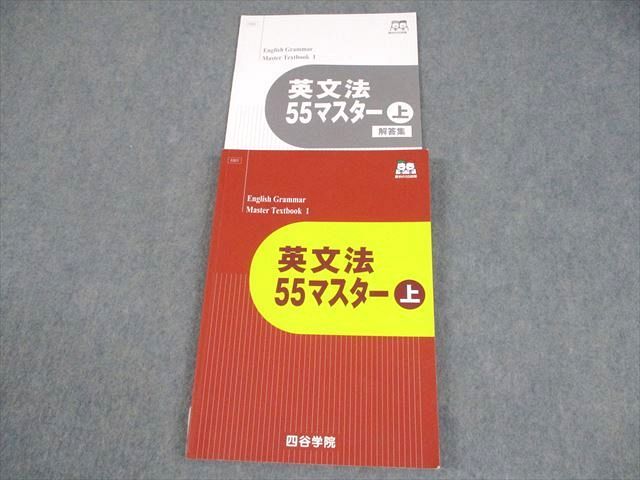 English Grammar
Master Textbook 1
英文法
55マスター 上
解答集
English Grammar
Master Textbook 1
英文法
55マスター 上
四谷学院